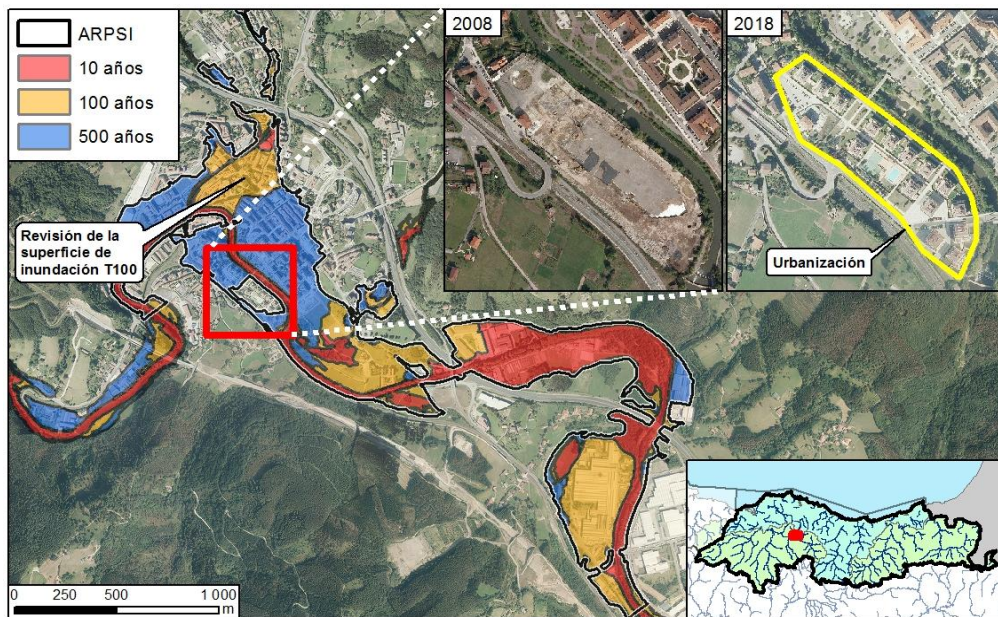 ARPSI
10 años
100 años
500 años
2008
2018
Revisión de la
superficie de
inundación T100
Urbanización
0 250 500 1 000
m